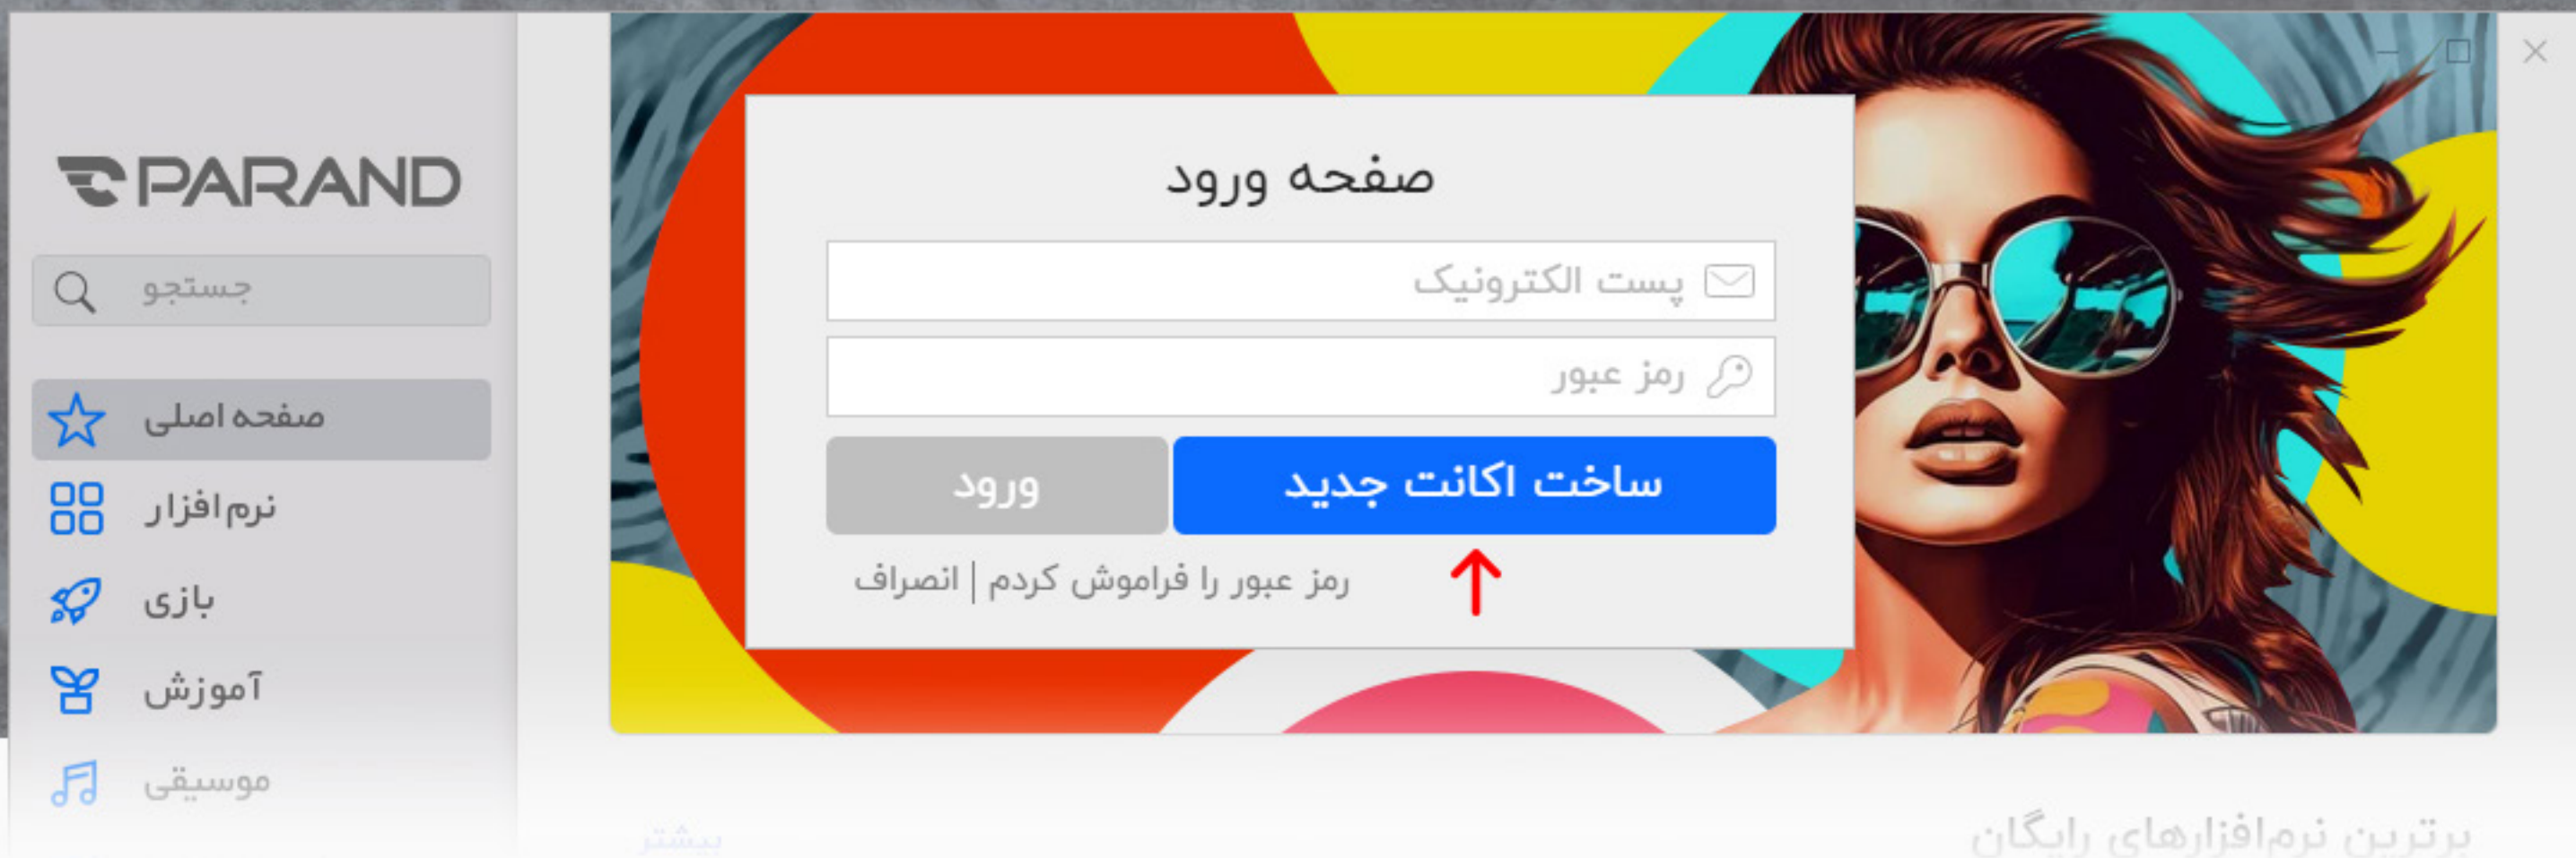 PARAND
جستجو
صفحه اصلی
نرم افزار
بازی
آموزش
موسیقی
صفحه ورود
پست الکترونیک
رمز عبور
ساخت اکانت جدید
ورود
رمز عبور را فراموش کردم | انصراف
برترین نرم‌افزارهای رایگان
بیشتر